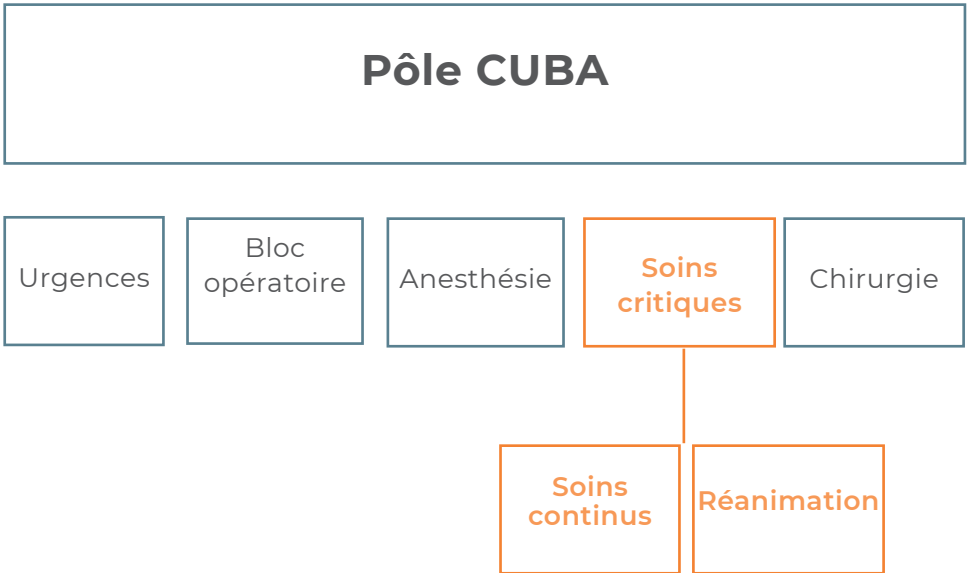 Pôle CUBA
Urgences
Bloc
opératoire
Anesthésie
Soins
critiques
Chirurgie
Soins
continus
Réanimation